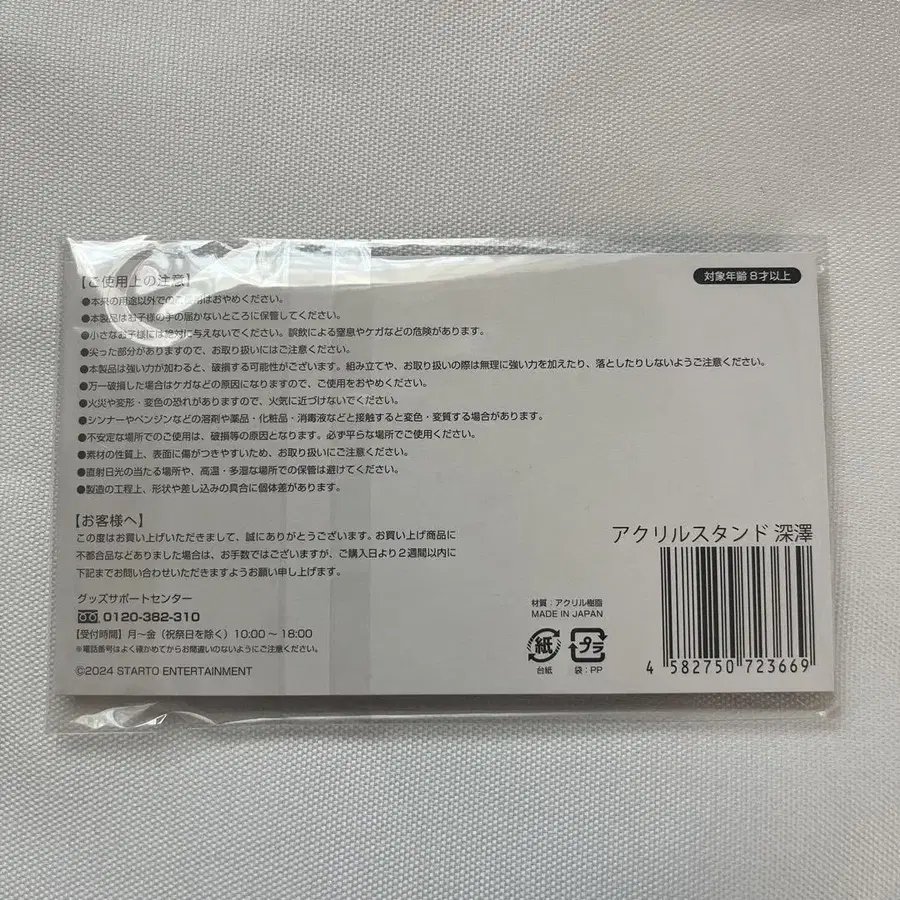 【ご使用上の注意】
対象年齢8才以上
●本来の用途以外でのご使用はおやめください。
●本製品はお子様の手の届かないところに保管してください。
●小さなお子様には絶対に与えないでください。誤飲による窒息やケガなどの危険があります。
●尖った部分がありますので、お取り扱いにはご注意ください。
●本製品は強い力が加わると、破損する可能性がございます。組み立てや、お取り扱いの際は無理に強い力を加えたり、落としたりしないようご注意ください。
●万一破損した場合はケガなどの原因になりますので、ご使用をおやめください。
●火災や変形・変色の恐れがありますので、火気に近づけないでください。
●シンナーやベンジンなどの溶剤や薬品・化粧品・消毒液などと接触すると変色・変質する場合があります。
●不安定な場所でのご使用は、破損等の原因となります。必ず平らな場所でご使用ください。
●素材の性質上、表面に傷がつきやすいため、お取り扱いにご注意ください。
●直射日光の当たる場所や、高温・多湿な場所での保管は避けてください。
●製造の工程上、形状や差し込みの具合に個体差があります。
【お客様へ】
この度はお買い上げいただきまして、誠にありがとうございます。お買い上げ商品に
不都合品などありました場合は、お手数ではございますが、ご購入日より2週間以内に
下記までお問い合わせいただきますようお願い申し上げます。
グッズサポートセンター
0120-382-310
【受付時間】月～金（祝祭日を除く）10:00～18:00
※電話番号はよく確かめてからお間違いのないようにご注意ください。
©2024 STARTO ENTERTAINMENT
アクリルスタンド 深澤
材質：アクリル樹脂
MADE IN JAPAN
紙
台紙
プラ
袋：PP
4 582750 723669